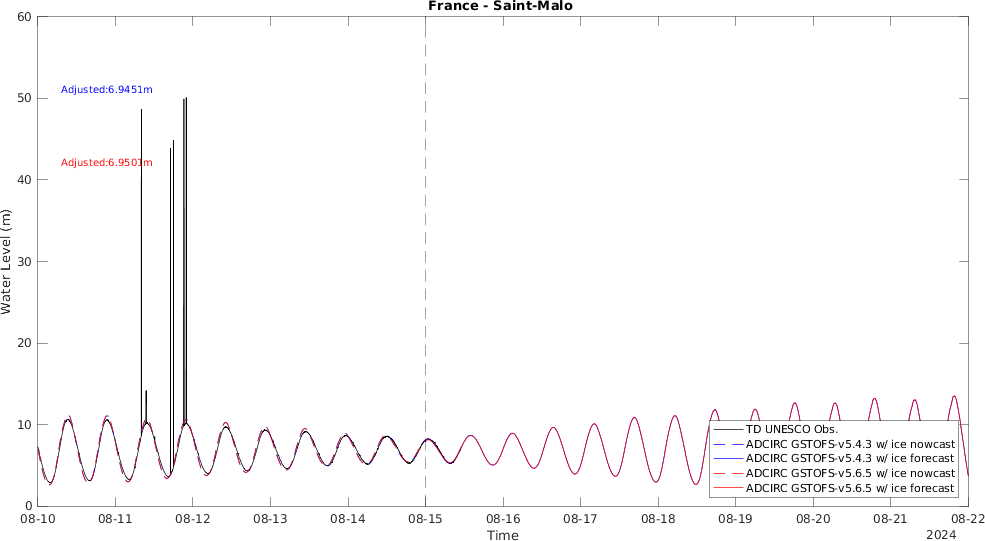 France - Saint-Malo
60
50
40
30
20
10
0
Water Level (m)
Adjusted:6.9451m
Adjusted:6.9501m
TD UNESCO Obs.
ADCIRC GSTOFS-v5.4.3 w/ ice nowcast
ADCIRC GSTOFS-v5.4.3 w/ ice forecast
ADCIRC GSTOFS-v5.6.5 w/ ice nowcast
ADCIRC GSTOFS-v5.6.5 w/ ice forecast
08-10 08-11 08-12 08-13 08-14 08-15 08-16 08-17 08-18 08-19 08-20 08-21 08-22
Time
2024